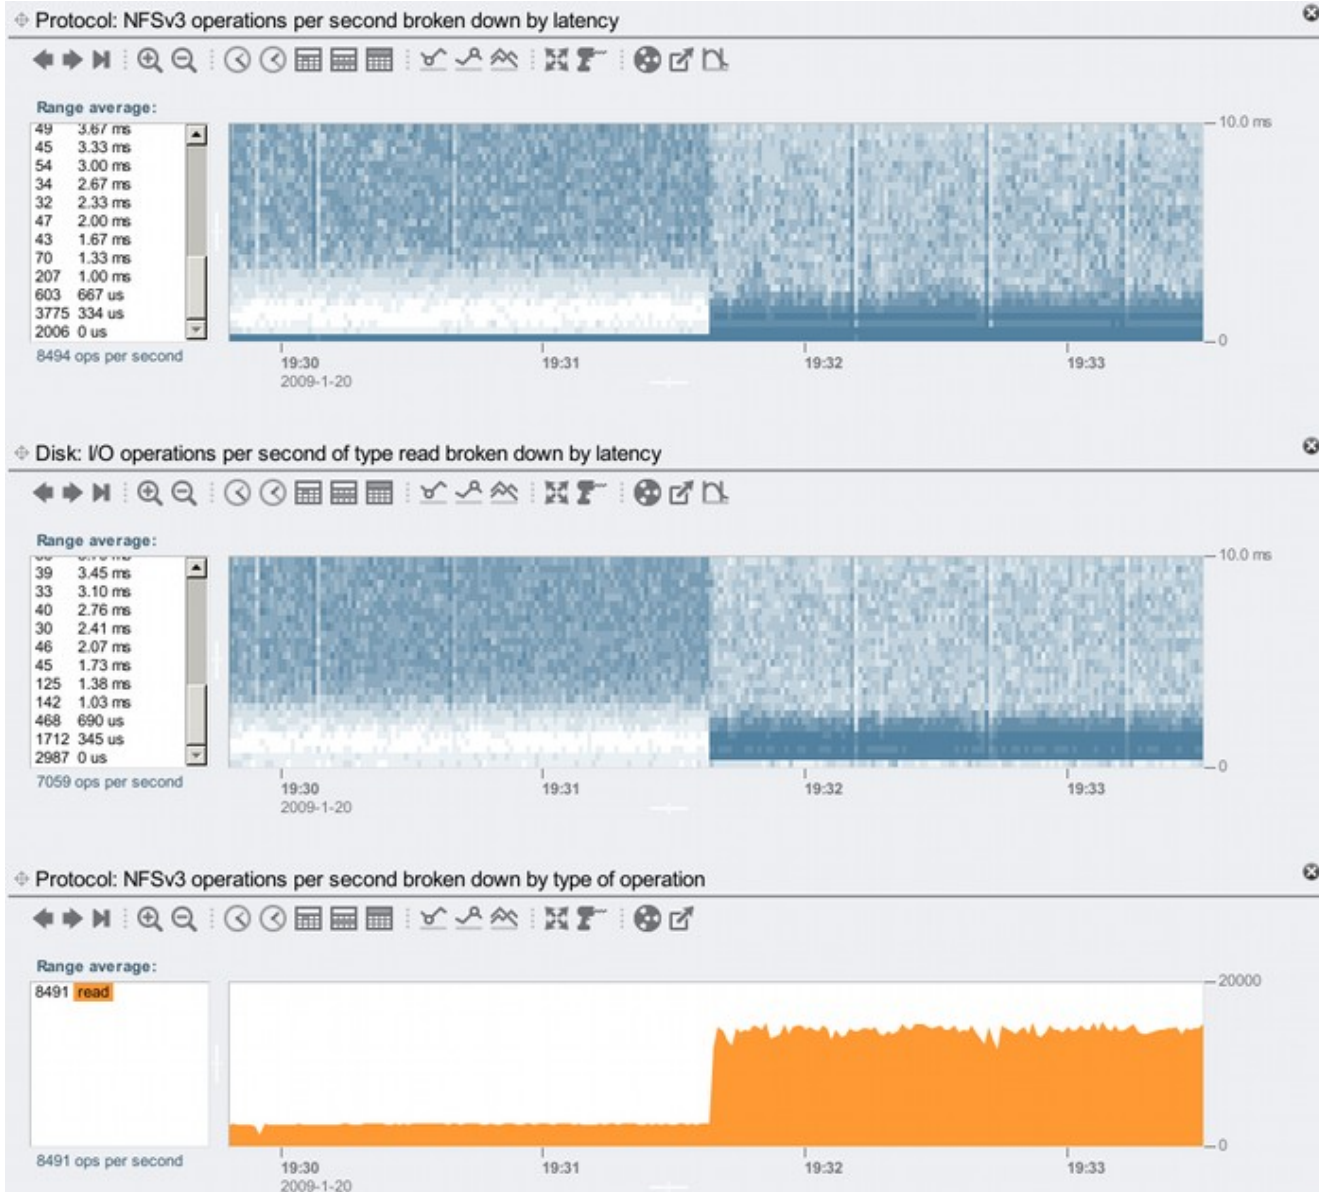 Protocol: NFSv3 operations per second broken down by latency
Range average:
49 3.67 ms
45 3.33 ms
54 3.00 ms
34 2.67 ms
32 2.33 ms
47 2.00 ms
43 1.67 ms
70 1.33 ms
207 1.00 ms
603 667 us
3775 334 us
2006 0 us
8494 ops per second
10.0 ms
0
19:30 19:31 19:32 19:33
2009-1-20
Disk: I/O operations per second of type read broken down by latency
Range average:
39 3.45 ms
33 3.10 ms
40 2.76 ms
30 2.41 ms
46 2.07 ms
45 1.73 ms
125 1.38 ms
142 1.03 ms
468 690 us
1712 345 us
2987 0 us
7059 ops per second
10.0 ms
0
19:30 19:31 19:32 19:33
2009-1-20
Protocol: NFSv3 operations per second broken down by type of operation
Range average:
8491 read
8491 ops per second
20000
0
19:30 19:31 19:32 19:33
2009-1-20